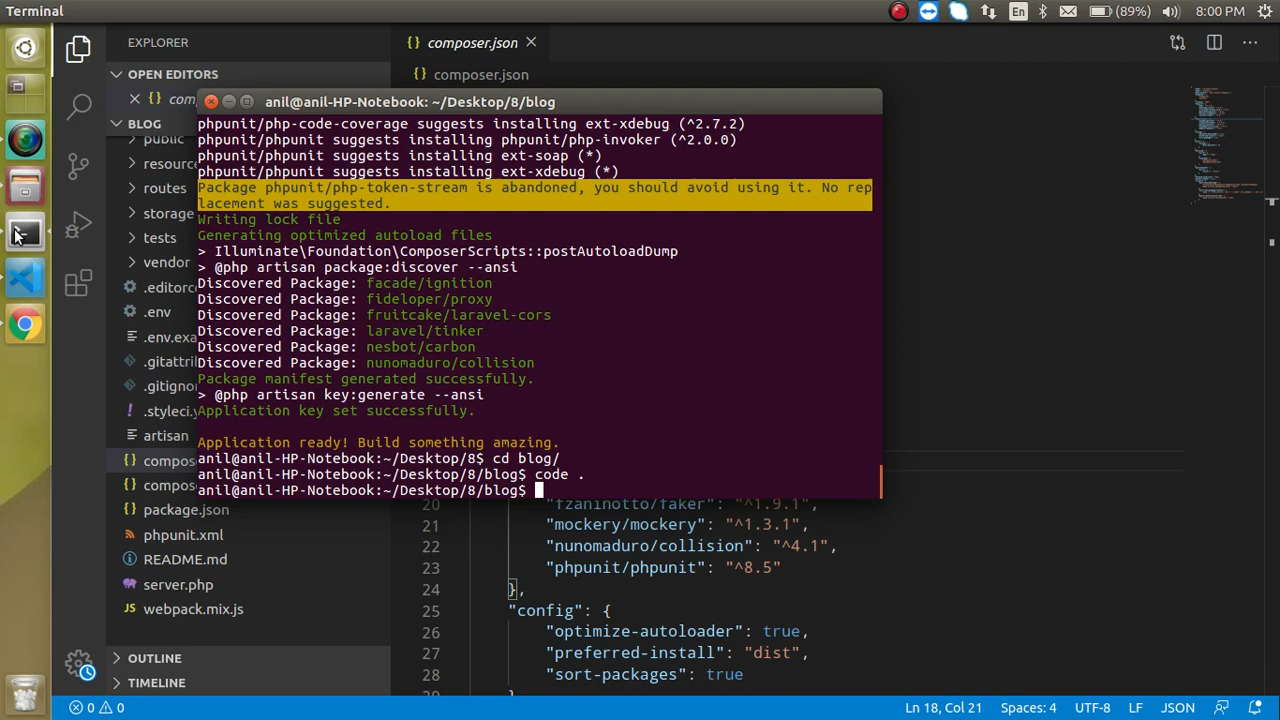 Terminal
En
(89%)
8:00 PM
EXPLORER
OPEN EDITORS
com
BLOG
public
resourc
routes
storage
tests
vendor
.editorc
.env
.env.exa
.gitattri
.gitigno
.styleci.y
artisan
compos
compos
package.json
phpunit.xml
README.md
server.php
webpack.mix.js
OUTLINE
TIMELINE
{} composer.json
{} composer.json
anil@anil-HP-Notebook: ~/Desktop/8/blog
phpunit/php-code-coverage suggests installing ext-xdebug (^2.7.2)
phpunit/phpunit suggests installing phpunit/php-invoker (^2.0.0)
phpunit/phpunit suggests installing ext-soap (*)
phpunit/phpunit suggests installing ext-xdebug (*)
Package phpunit/php-token-stream is abandoned, you should avoid using it. No rep
lacement was suggested.
Writing lock file
Generating optimized autoload files
> Illuminate\Foundation\ComposerScripts::postAutoloadDump
> @php artisan package:discover --ansi
Discovered Package: facade/ignition
Discovered Package: fideloper/proxy
Discovered Package: fruitcake/laravel-cors
Discovered Package: laravel/tinker
Discovered Package: nesbot/carbon
Discovered Package: nunomaduro/collision
Package manifest generated successfully.
> @php artisan key:generate --ansi
Application key set successfully.
Application ready! Build something amazing.
anil@anil-HP-Notebook:~/Desktop/8$ cd blog/
anil@anil-HP-Notebook:~/Desktop/8/blog$ code .
anil@anil-HP-Notebook:~/Desktop/8/blog$
20 "fzaninotto/faker": "^1.9.1",
21 "mockery/mockery": "^1.3.1",
22 "nunomaduro/collision": "^4.1",
23 "phpunit/phpunit": "^8.5"
24 },
25 "config": {
26 "optimize-autoloader": true,
27 "preferred-install": "dist",
28 "sort-packages": true
0 0
Ln 18, Col 21
Spaces: 4
UTF-8
LF
JSON